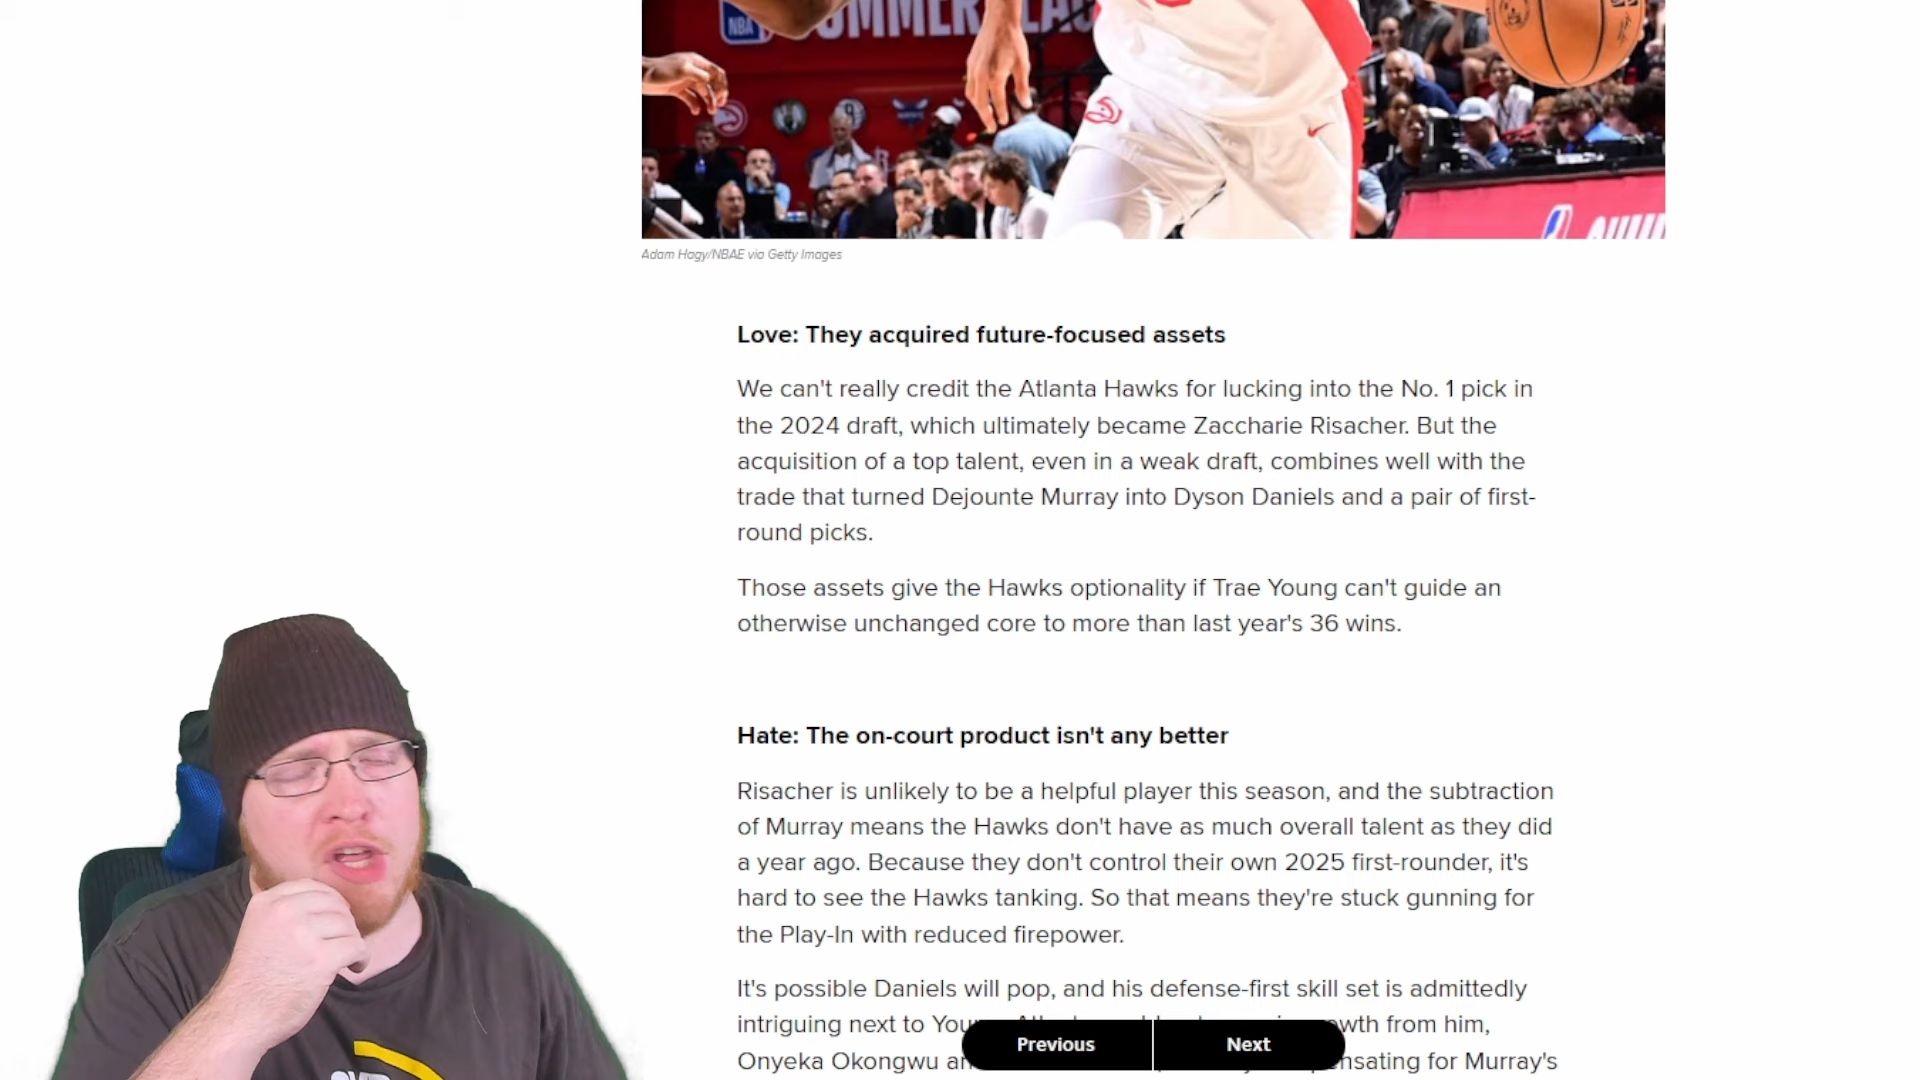 NBA SUMMER LEAG
Adam Hagy/NBAE via Getty Images
Love: They acquired future-focused assets
We can't really credit the Atlanta Hawks for lucking into the No. 1 pick in
the 2024 draft, which ultimately became Zaccharie Risacher. But the
acquisition of a top talent, even in a weak draft, combines well with the
trade that turned Dejounte Murray into Dyson Daniels and a pair of first-
round picks.
Those assets give the Hawks optionality if Trae Young can't guide an
otherwise unchanged core to more than last year's 36 wins.
Hate: The on-court product isn't any better
Risacher is unlikely to be a helpful player this season, and the subtraction
of Murray means the Hawks don't have as much overall talent as they did
a year ago. Because they don't control their own 2025 first-rounder, it's
hard to see the Hawks tanking. So that means they're stuck gunning for
the Play-In with reduced firepower.
It's possible Daniels will pop, and his defense-first skill set is admittedly
intriguing next to You wth from him,
Onyeka Okongwu an nsating for Murray's
Previous Next